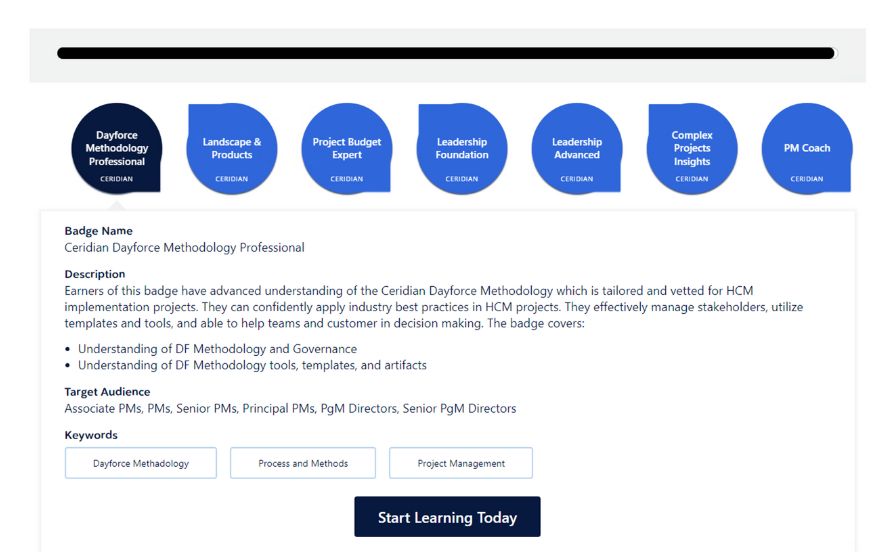 Dayforce
Methodology
Professional
CERIDIAN
Landscape &
Products
CERIDIAN
Project Budget
Expert
CERIDIAN
Leadership
Foundation
CERIDIAN
Leadership
Advanced
CERIDIAN
Complex
Projects
Insights
CERIDIAN
PM Coach
CERIDIAN
Badge Name
Ceridian Dayforce Methodology Professional
Description
Earners of this badge have advanced understanding of the Ceridian Dayforce Methodology which is tailored and vetted for HCM
implementation projects. They can confidently apply industry best practices in HCM projects. They effectively manage stakeholders, utilize
templates and tools, and able to help teams and customer in decision making. The badge covers:
• Understanding of DF Methodology and Governance
• Understanding of DF Methodology tools, templates, and artifacts
Target Audience
Associate PMs, PMs, Senior PMs, Principal PMs, PgM Directors, Senior PgM Directors
Keywords
Dayforce Methadology
Process and Methods
Project Management
Start Learning Today